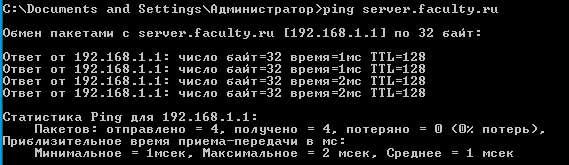 C:\Documents and Settings\Администратор>ping server.faculty.ru
Обмен пакетами с server.faculty.ru [192.168.1.1] по 32 байт:
Ответ от 192.168.1.1: число байт=32 время=1мс TTL=128
Ответ от 192.168.1.1: число байт=32 время=1мс TTL=128
Ответ от 192.168.1.1: число байт=32 время=2мс TTL=128
Ответ от 192.168.1.1: число байт=32 время=2мс TTL=128
Статистика Ping для 192.168.1.1:
Пакетов: отправлено = 4, получено = 4, потеряно = 0 (0% потерь),
Приблизительное время приема-передачи в мс:
Минимальное = 1мсек, Максимальное = 2 мсек, Среднее = 1 мсек